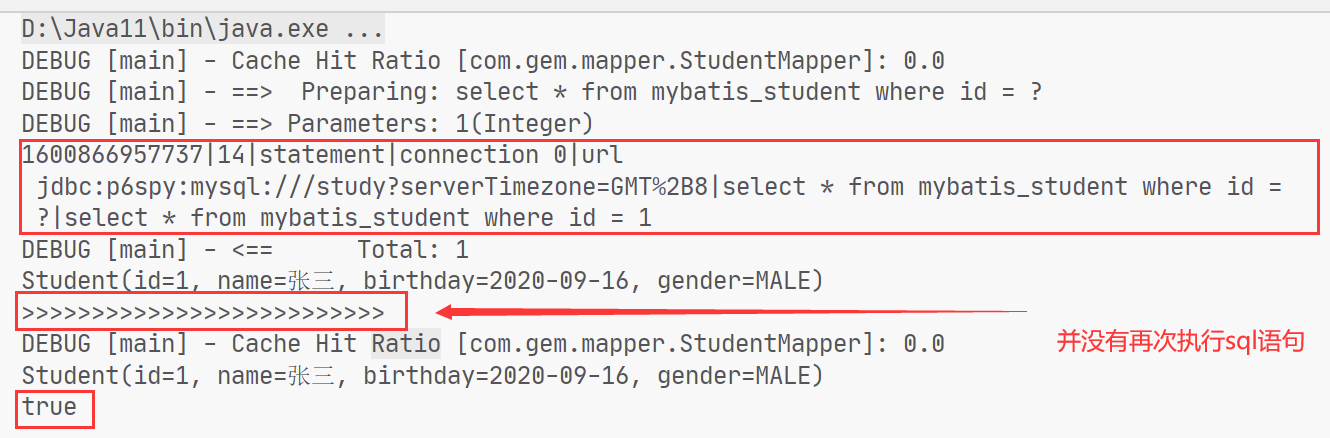 D:\Java11\bin\java.exe ...
DEBUG [main] - Cache Hit Ratio [com.gem.mapper.StudentMapper]: 0.0
DEBUG [main] - ==>  Preparing: select * from mybatis_student where id = ?
DEBUG [main] - ==> Parameters: 1(Integer)
1600866957737|14|statement|connection 0|url
jdbc:p6spy:mysql:///study?serverTimezone=GMT%2B8|select * from mybatis_student where id =
?|select * from mybatis_student where id = 1
DEBUG [main] - <==      Total: 1
Student(id=1, name=张三, birthday=2020-09-16, gender=MALE)
>>>>>>>>>>>>>>>>>>>>>>>>>>
DEBUG [main] - Cache Hit Ratio [com.gem.mapper.StudentMapper]: 0.0
并没有再次执行sql语句
Student(id=1, name=张三, birthday=2020-09-16, gender=MALE)
true